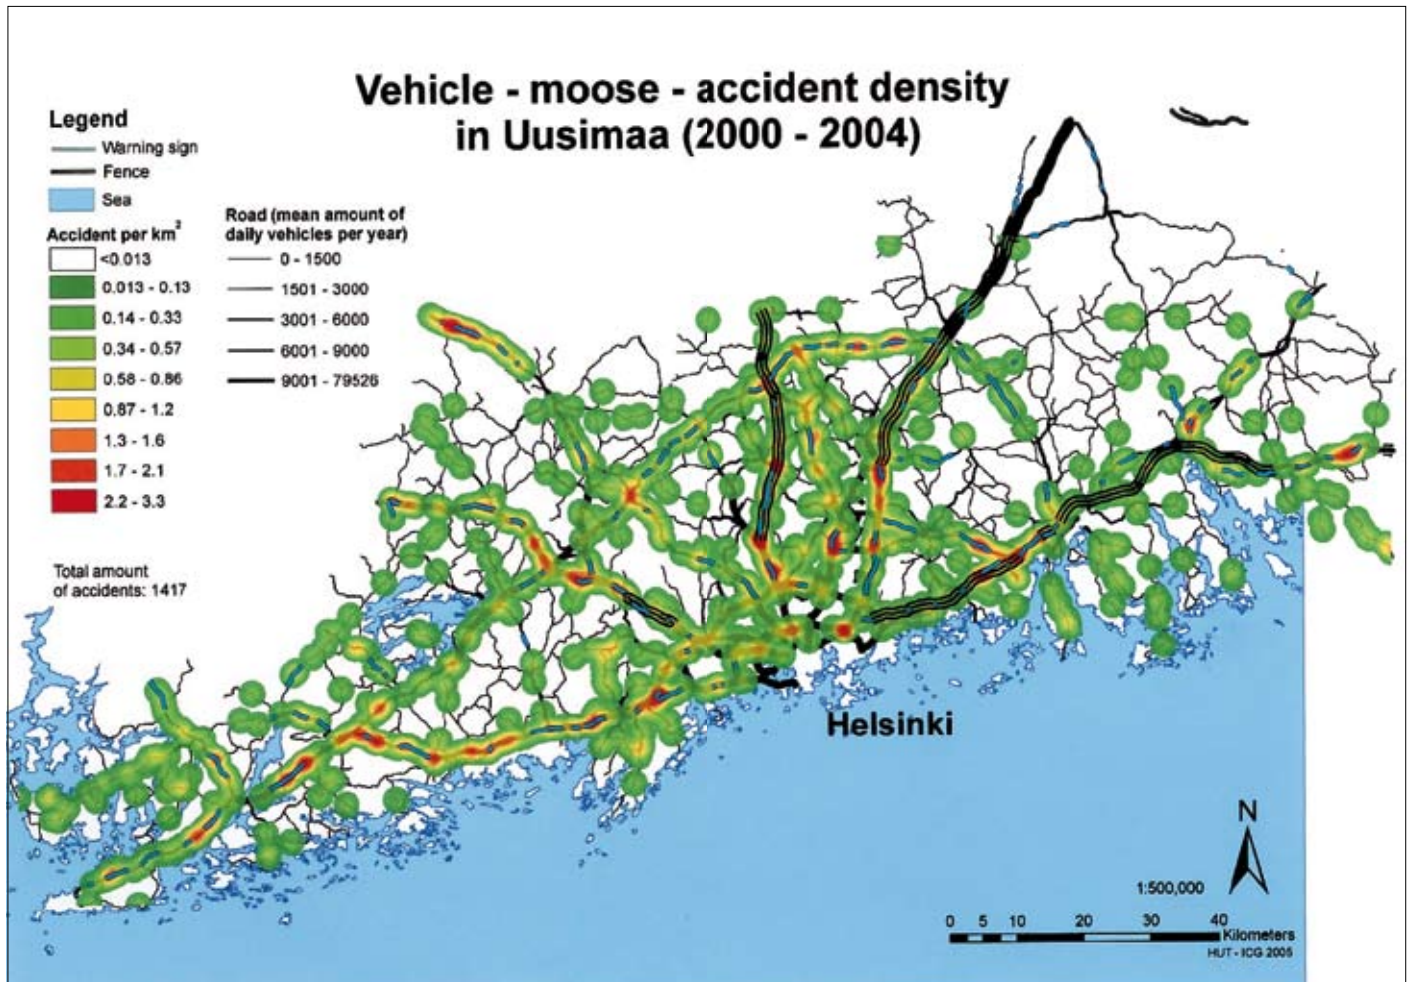 Vehicle - moose - accident density
in Uusimaa (2000 - 2004)
Legend
Warning sign
Fence
Sea
Accident per km²
<0.013
0.013 - 0.13
0.14 - 0.33
0.34 - 0.57
0.58 - 0.86
0.87 - 1.2
1.3 - 1.6
1.7 - 2.1
2.2 - 3.3
Road (mean amount of
daily vehicles per year)
0 - 1500
1501 - 3000
3001 - 6000
6001 - 9000
9001 - 79526
Total amount
of accidents: 1417
Helsinki
N
1:500,000
0 5 10 20 30 40
Kilometers
HUT - ICG 2005